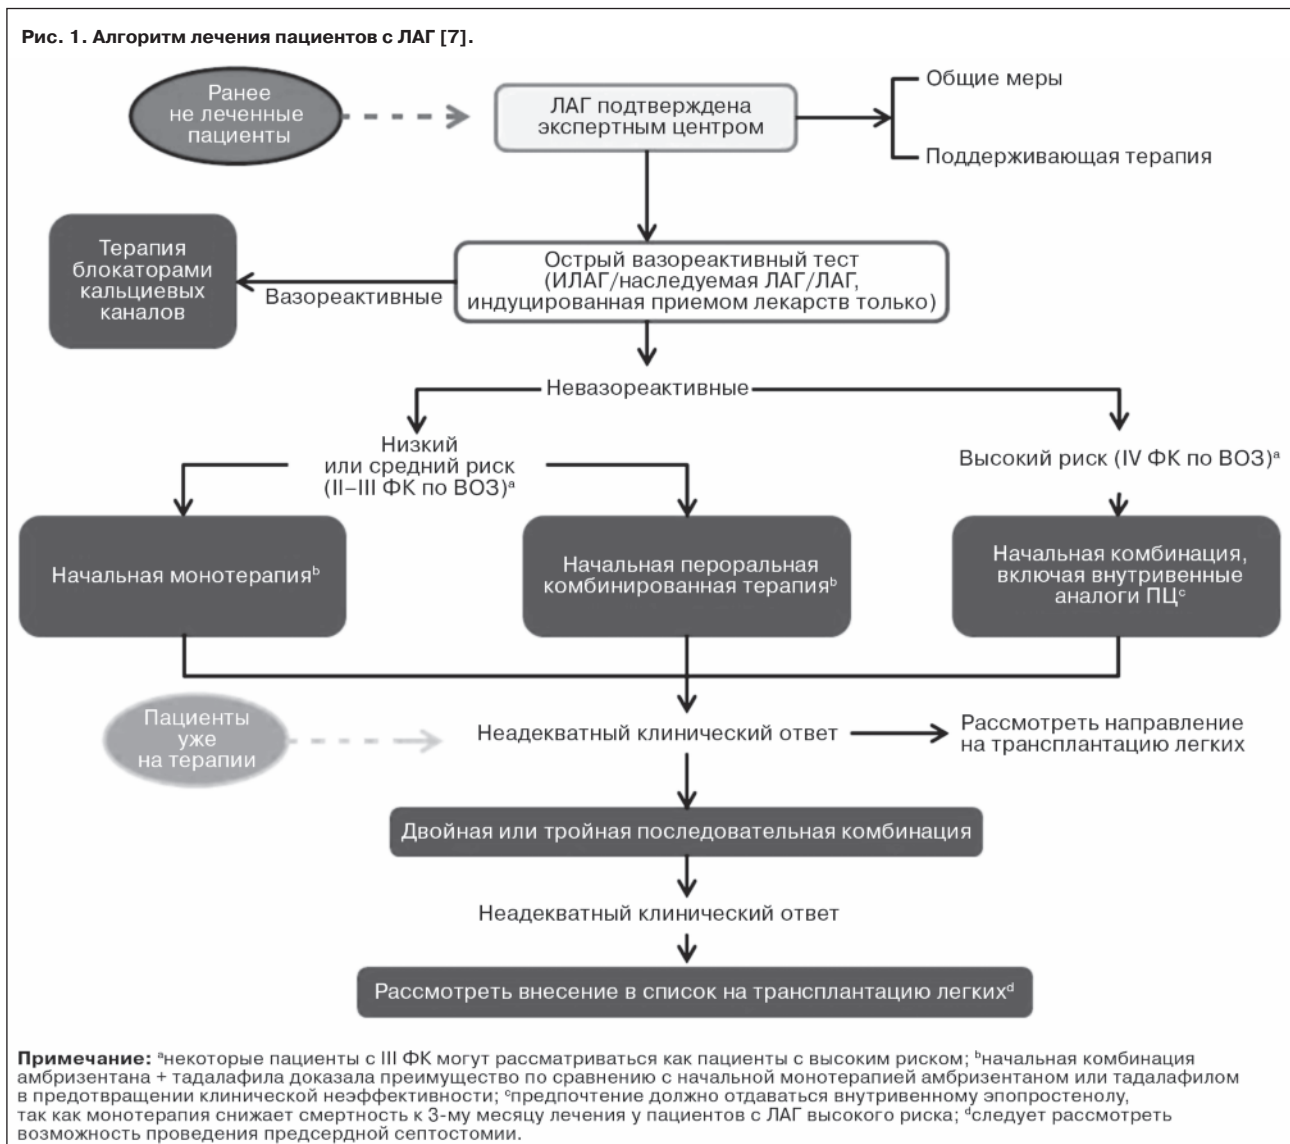 Рис. 1. Алгоритм лечения пациентов с ЛАГ [7].
Ранее
не леченные
пациенты
ЛАГ подтверждена
экспертным центром
Общие меры
Поддерживающая терапия
Терапия
блокаторами
кальциевых
каналов
Вазореактивные
Острый вазореактивный тест
(ИЛАГ/наследуемая ЛАГ/ЛАГ,
индуцированная приемом лекарств только)
Невазореактивные
Низкий
или средний риск
(II–III ФК по ВОЗ)ᵃ
Высокий риск (IV ФК по ВОЗ)ᵃ
Начальная монотерапияᵇ
Начальная пероральная
комбинированная терапияᵇ
Начальная комбинация,
включая внутривенные
аналоги ПЦᶜ
Пациенты
уже
на терапии
Неадекватный клинический ответ
Рассмотреть направление
на трансплантацию легких
Двойная или тройная последовательная комбинация
Неадекватный клинический ответ
Рассмотреть внесение в список на трансплантацию легкихᵈ
Примечание: ᵃнекоторые пациенты с III ФК могут рассматриваться как пациенты с высоким риском; ᵇначальная комбинация
амбризентана + тадалафила доказала преимущество по сравнению с начальной монотерапией амбризентаном или тадалафилом
в предотвращении клинической неэффективности; ᶜпредпочтение должно отдаваться внутривенному эпопростенолу,
так как монотерапия снижает смертность к 3-му месяцу лечения у пациентов с ЛАГ высокого риска; ᵈследует рассмотреть
возможность проведения предсердной септостомии.